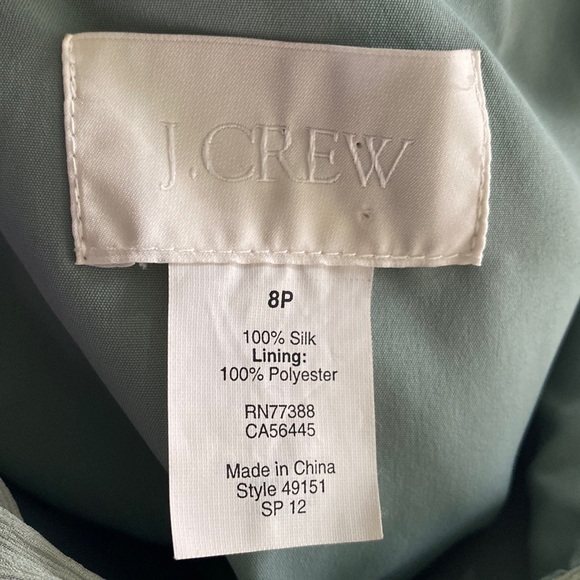 J.CREW
8P
100% Silk
Lining:
100% Polyester
RN77388
CA56445
Made in China
Style 49151
SP 12